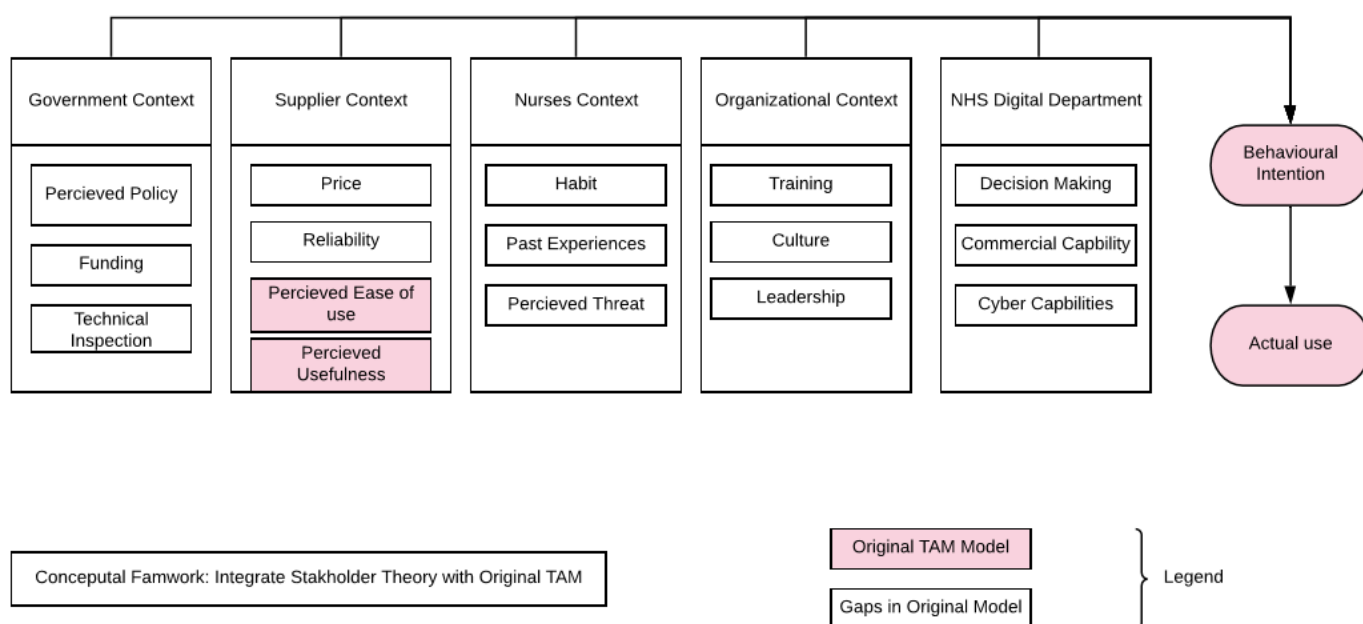 Government Context
Supplier Context
Nurses Context
Organizational Context
NHS Digital Department
Percieved Policy
Funding
Technical
Inspection
Price
Reliability
Percieved Ease of
use
Percieved
Usefulness
Habit
Past Experiences
Percieved Threat
Training
Culture
Leadership
Decision Making
Commercial Capbility
Cyber Capbilities
Behavioural
Intention
Actual use
Conceputal Famwork: Integrate Stakholder Theory with Original TAM
Original TAM Model
Gaps in Original Model
Legend